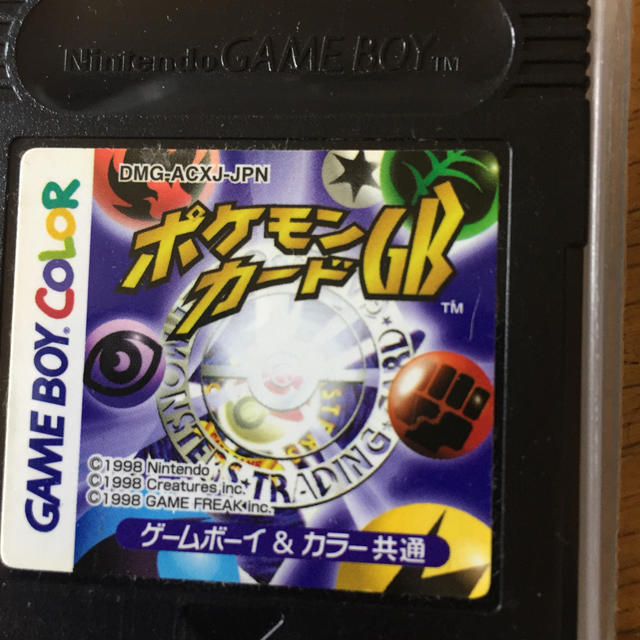 Nintendo GAME BOY TM
DMG-ACXJ-JPN
ポケモン
カードGB
TM
GAME BOY COLOR
MONSTERS TRADING CARD
©1998 Nintendo
©1998 Creatures inc.
©1998 GAME FREAK inc.
ゲームボーイ & カラー共通